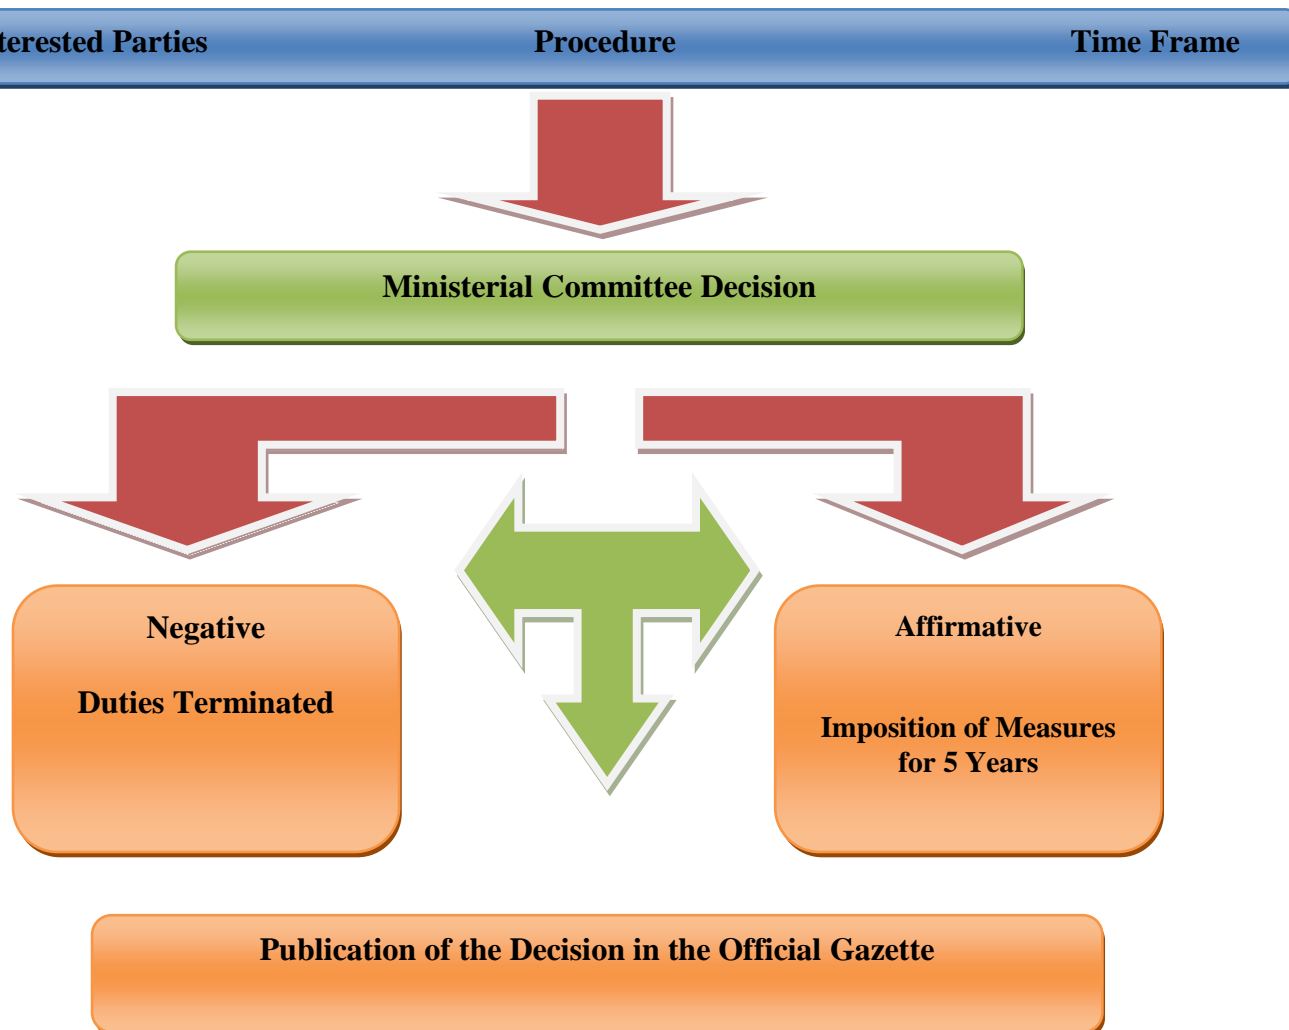 terested Parties Procedure Time Frame
Ministerial Committee Decision
Negative
Duties Terminated
Affirmative
Imposition of Measures
for 5 Years
Publication of the Decision in the Official Gazette